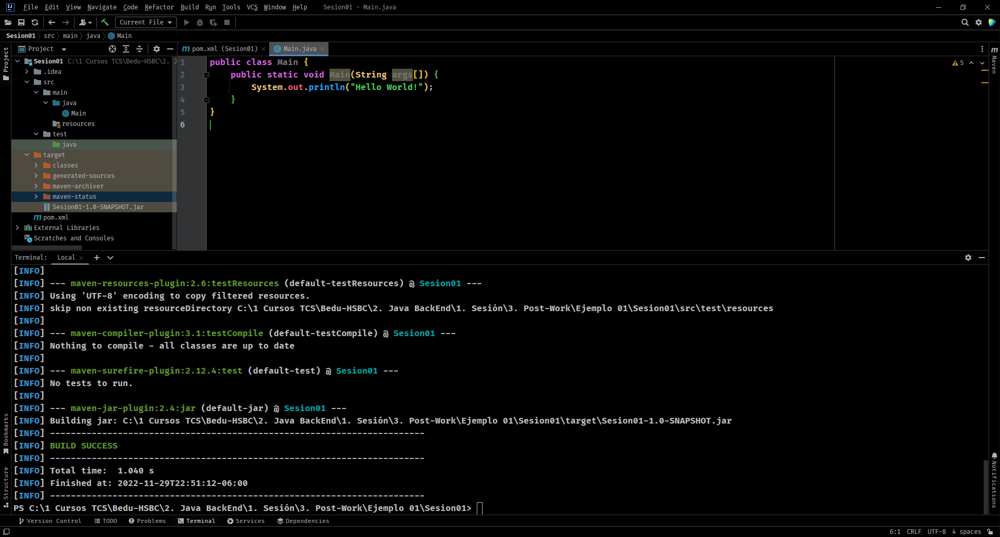 File Edit View Navigate Code Refactor Build Run Tools VCS Window Help Sesion01 - Main.java
Current File
Sesion01 src main java Main
Project
Project
pom.xml (Sesion01)
Main.java
Maven
Sesion01 C:\1 Cursos TCS\Bedu-HSBC\2. J
.idea
src
main
java
Main
resources
test
java
target
classes
generated-sources
maven-archiver
maven-status
Sesion01-1.0-SNAPSHOT.jar
pom.xml
External Libraries
Scratches and Consoles
1 public class Main {
2 public static void Main(String args[]) {
3 System.out.println("Hello World!");
4 }
5 }
6
5
Terminal: Local
[INFO]
[INFO] --- maven-resources-plugin:2.6:testResources (default-testResources) @ Sesion01 ---
[INFO] Using 'UTF-8' encoding to copy filtered resources.
[INFO] skip non existing resourceDirectory C:\1 Cursos TCS\Bedu-HSBC\2. Java BackEnd\1. Sesión\3. Post-Work\Ejemplo 01\Sesion01\src\test\resources
[INFO]
[INFO] --- maven-compiler-plugin:3.1:testCompile (default-testCompile) @ Sesion01 ---
[INFO] Nothing to compile - all classes are up to date
[INFO]
[INFO] --- maven-surefire-plugin:2.12.4:test (default-test) @ Sesion01 ---
[INFO] No tests to run.
[INFO]
[INFO] --- maven-jar-plugin:2.4:jar (default-jar) @ Sesion01 ---
[INFO] Building jar: C:\1 Cursos TCS\Bedu-HSBC\2. Java BackEnd\1. Sesión\3. Post-Work\Ejemplo 01\Sesion01\target\Sesion01-1.0-SNAPSHOT.jar
[INFO] ------------------------------------------------------------------------
[INFO] BUILD SUCCESS
[INFO] ------------------------------------------------------------------------
[INFO] Total time:  1.040 s
[INFO] Finished at: 2022-11-29T22:51:12-06:00
[INFO] ------------------------------------------------------------------------
PS C:\1 Cursos TCS\Bedu-HSBC\2. Java BackEnd\1. Sesión\3. Post-Work\Ejemplo 01\Sesion01>
Bookmarks
Structure
Notifications
Version Control TODO Problems Terminal Services Dependencies
6:1 CRLF UTF-8 4 spaces